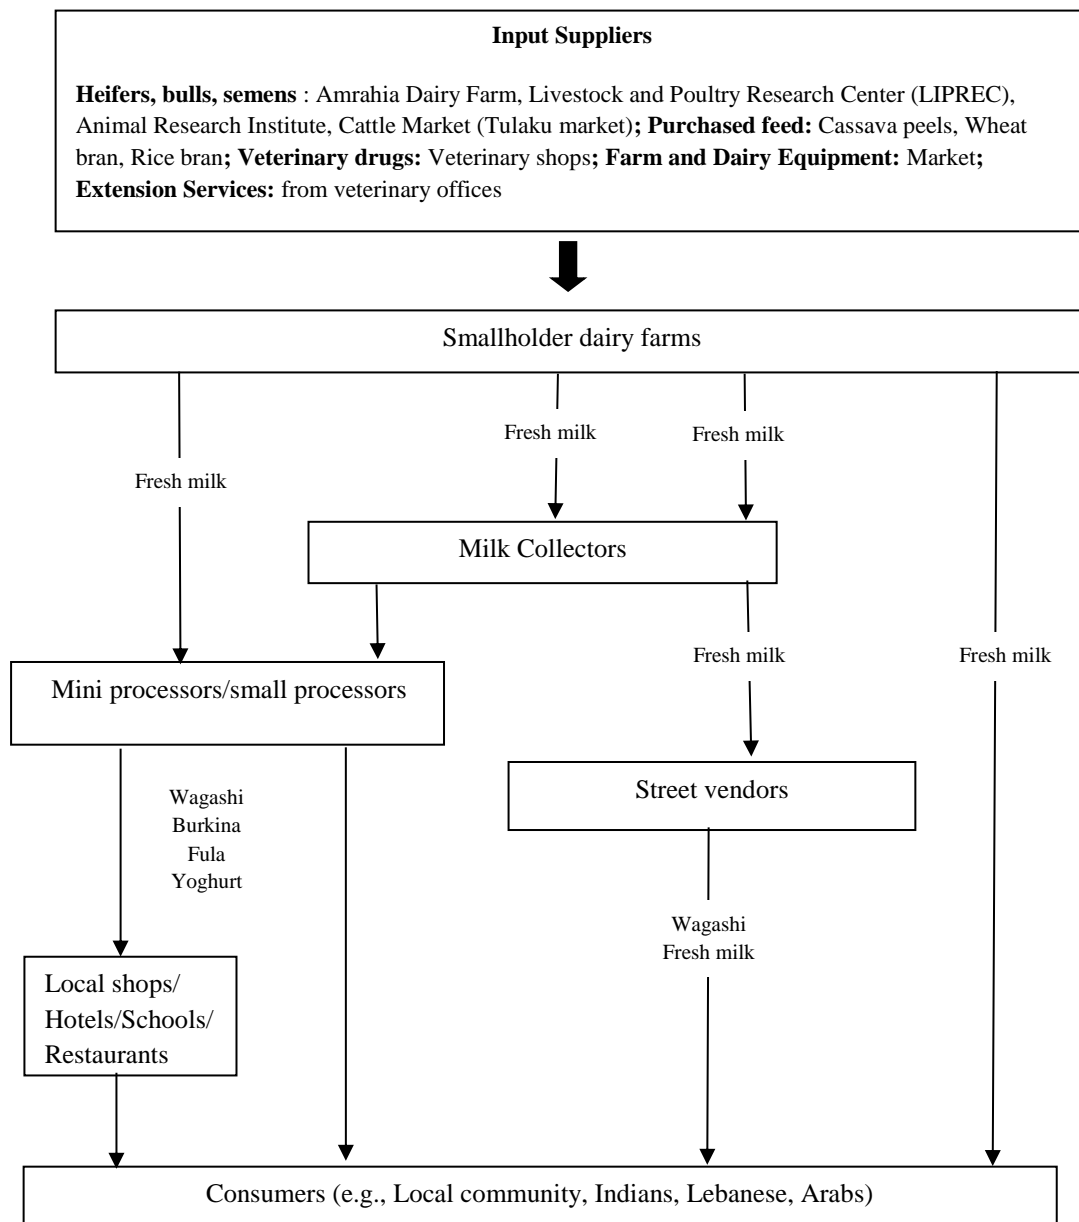 Input Suppliers
Heifers, bulls, semens : Amrahia Dairy Farm, Livestock and Poultry Research Center (LIPREC),
Animal Research Institute, Cattle Market (Tulaku market); Purchased feed: Cassava peels, Wheat
bran, Rice bran; Veterinary drugs: Veterinary shops; Farm and Dairy Equipment: Market;
Extension Services: from veterinary offices
Smallholder dairy farms
Fresh milk
Fresh milk
Fresh milk
Milk Collectors
Fresh milk
Fresh milk
Mini processors/small processors
Street vendors
Wagashi
Burkina
Fula
Yoghurt
Wagashi
Fresh milk
Local shops/
Hotels/Schools/
Restaurants
Consumers (e.g., Local community, Indians, Lebanese, Arabs)